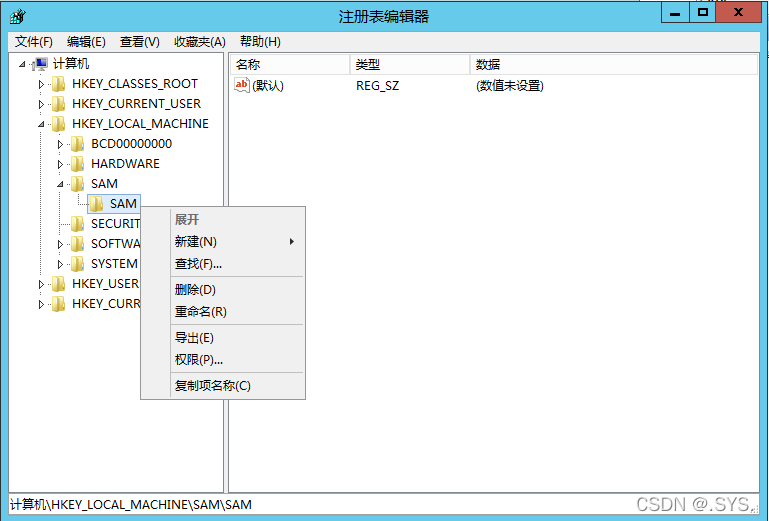 注册表编辑器
文件(F) 编辑(E) 查看(V) 收藏夹(A) 帮助(H)
计算机
HKEY_CLASSES_ROOT
HKEY_CURRENT_USER
HKEY_LOCAL_MACHINE
BCD00000000
HARDWARE
SAM
SAM
SECURIT
SOFTWA
SYSTEM
HKEY_USER
HKEY_CURR
名称 类型 数据
ab (默认) REG_SZ (数值未设置)
展开
新建(N)
查找(F)...
删除(D)
重命名(R)
导出(E)
权限(P)...
复制项名称(C)
计算机\HKEY_LOCAL_MACHINE\SAM\SAM
CSDN @.SYS.